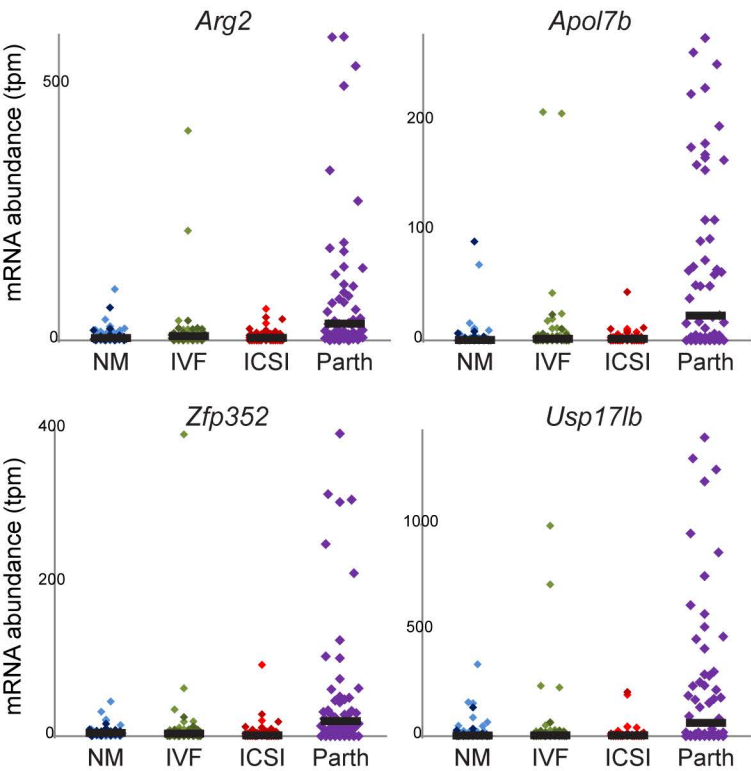 Arg2
mRNA abundance (tpm)
500
0
NM IVF ICSI Parth
Apol7b
200
100
0
NM IVF ICSI Parth
Zfp352
mRNA abundance (tpm)
400
200
0
NM IVF ICSI Parth
Usp17lb
1000
500
0
NM IVF ICSI Parth